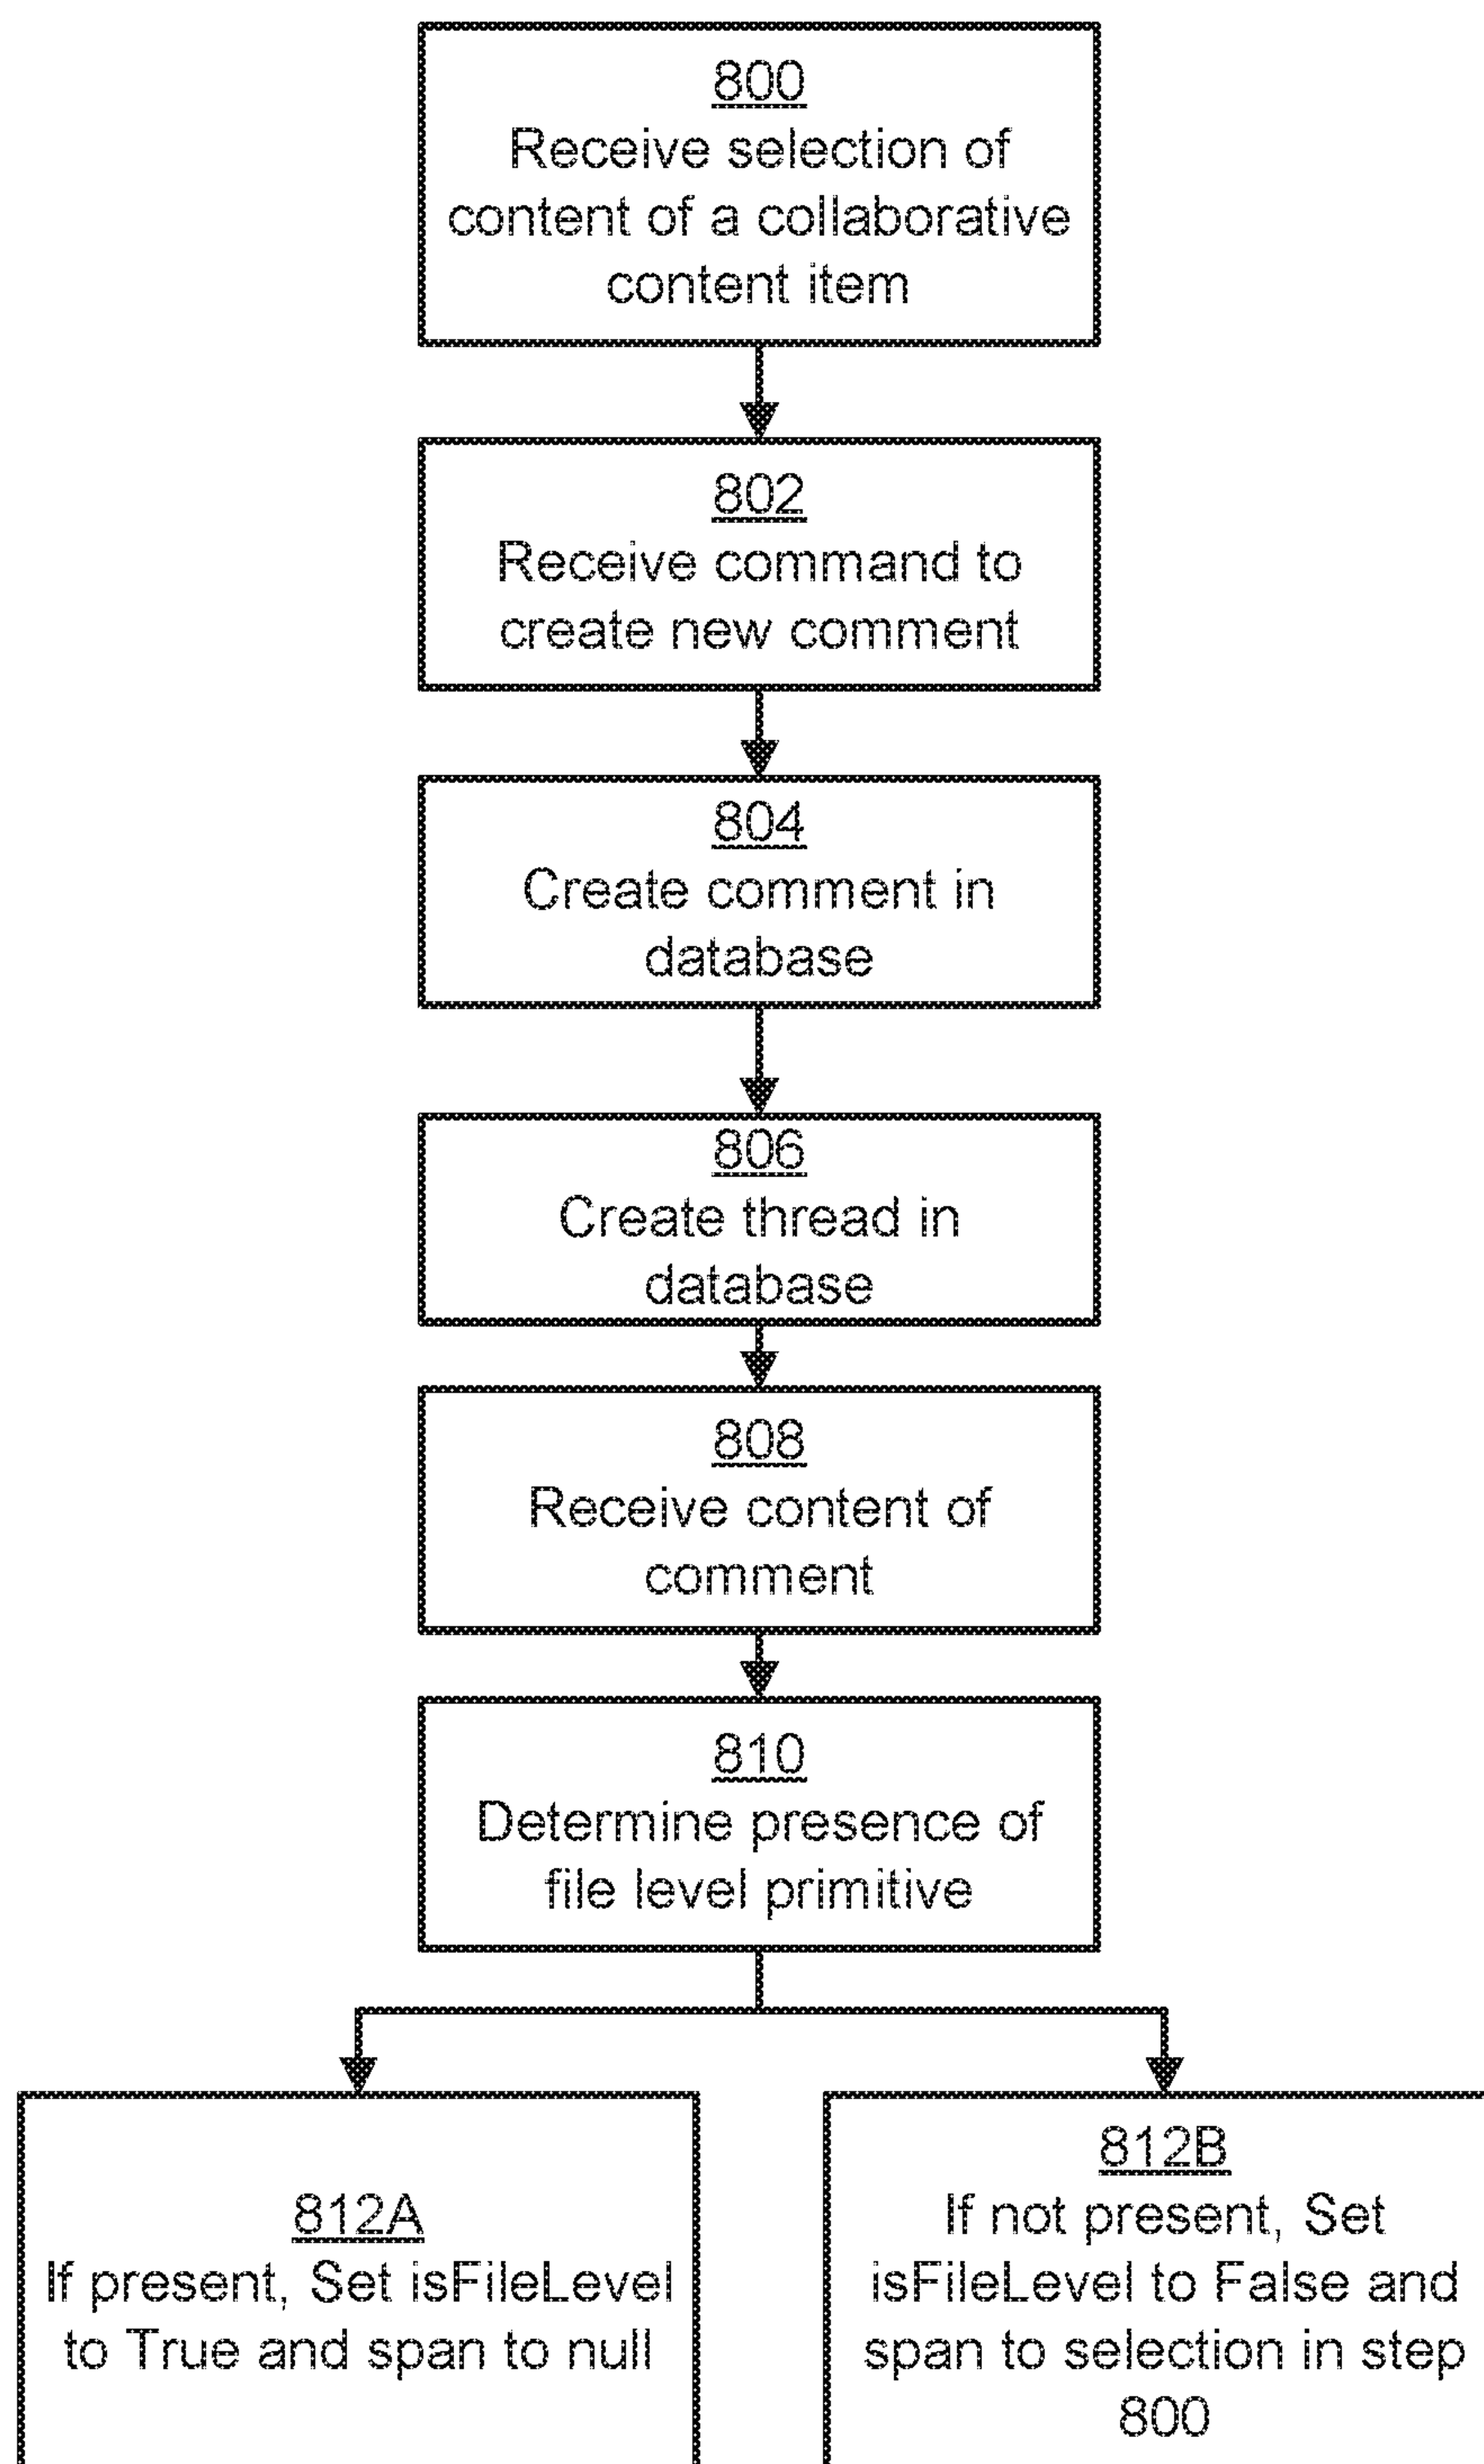 800
Receive selection of
content of a collaborative
content item
802
Receive command to
create new comment
804
Create comment in
database
806
Create thread in
database
808
Receive content of
comment
810
Determine presence of
file level primitive
812A
If present, Set isFileLevel
to True and span to null
812B
If not present, Set
isFileLevel to False and
span to selection in step
800